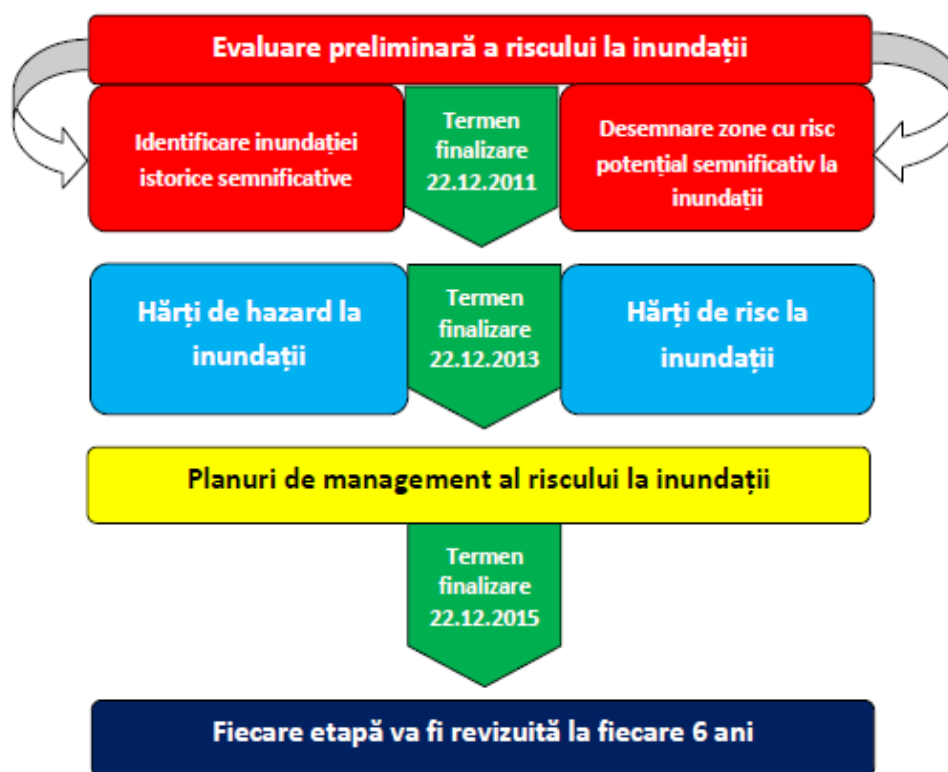 Evaluare preliminară a riscului la inundații
Identificare inundației
istorice semnificative
Termen
finalizare
22.12.2011
Desemnare zone cu risc
potențial semnificativ la
inundații
Hărți de hazard la
inundații
Termen
finalizare
22.12.2013
Hărți de risc la
inundații
Planuri de management al riscului la inundații
Termen
finalizare
22.12.2015
Fiecare etapă va fi revizuită la fiecare 6 ani